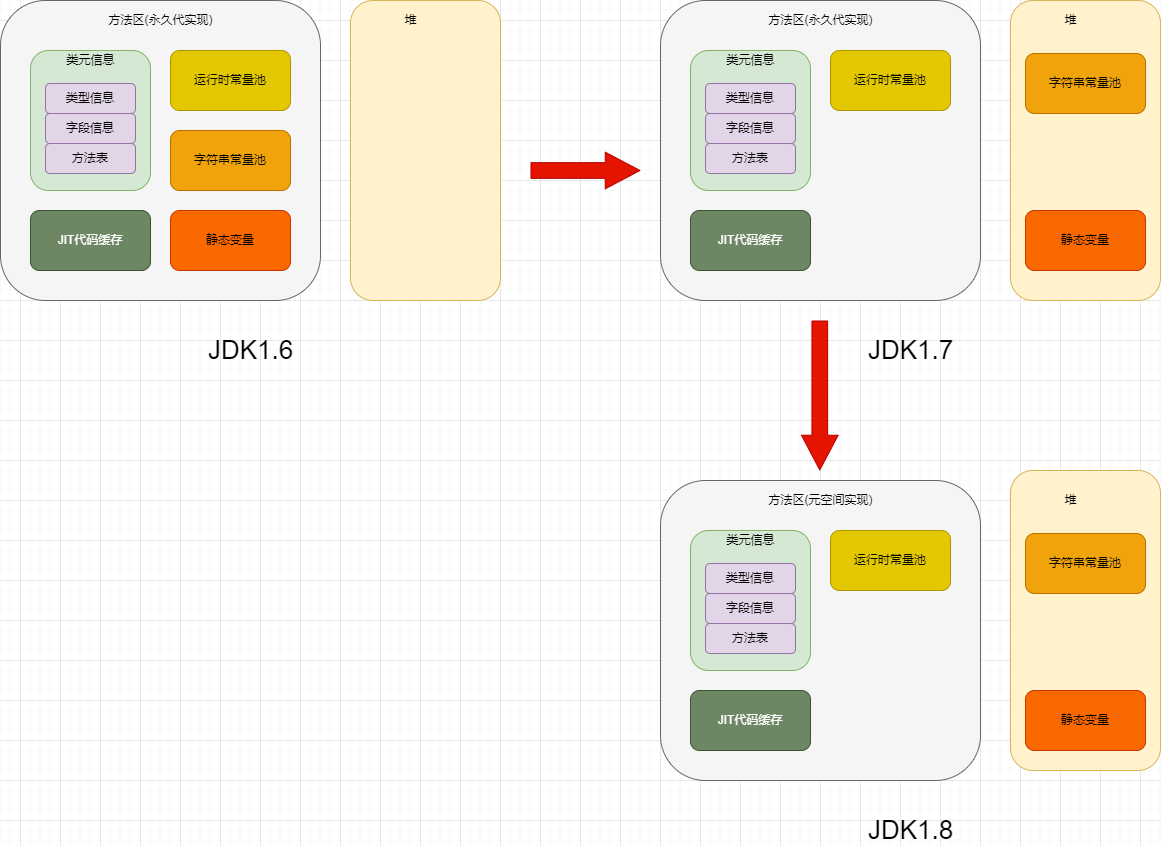 方法区(永久代实现)
类元信息
类型信息
字段信息
方法表
运行时常量池
字符串常量池
JIT代码缓存
静态变量
堆
JDK1.6
方法区(永久代实现)
类元信息
类型信息
字段信息
方法表
运行时常量池
JIT代码缓存
堆
字符串常量池
静态变量
JDK1.7
方法区(元空间实现)
类元信息
类型信息
字段信息
方法表
运行时常量池
JIT代码缓存
堆
字符串常量池
静态变量
JDK1.8